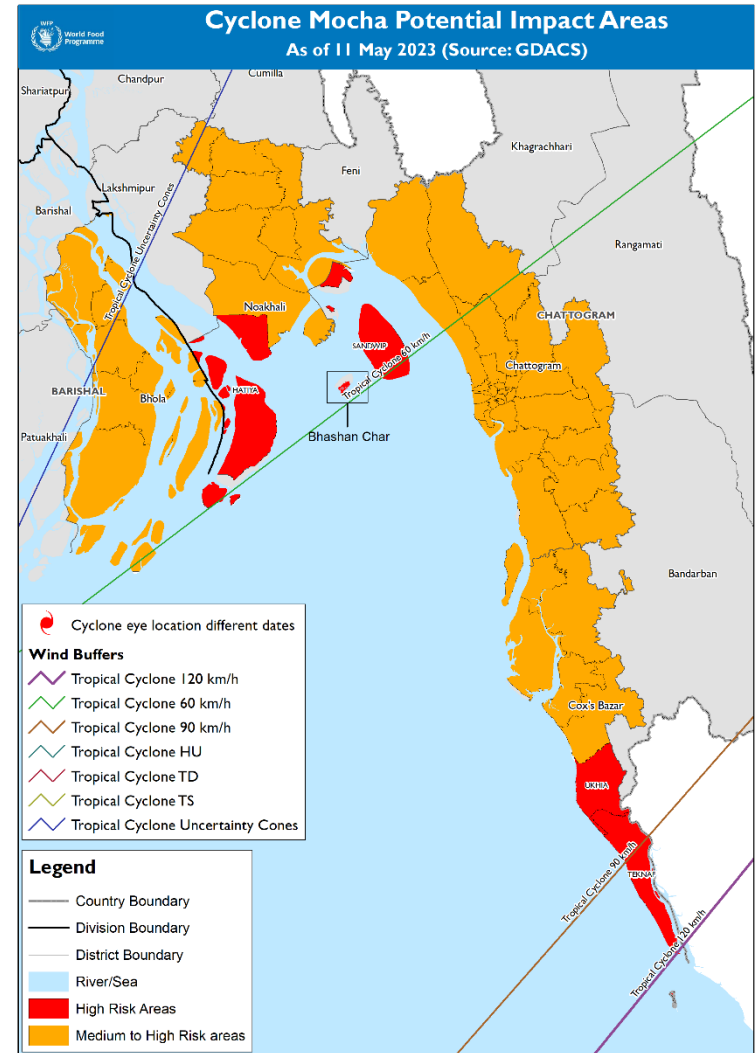 WFP
World Food
Programme
Cyclone Mocha Potential Impact Areas
As of 11 May 2023 (Source: GDACS)
Shariatpur
Chandpur
Cumilla
Khagrachhari
Feni
Lakshmipur
Barishal
Rangamati
Tropical Cyclone Uncertainty Cones
Noakhali
CHATTOGRAM
SANDWIP
Tropical Cyclone 60 km/h
Chattogram
BARISHAL
Bhola
HATIYA
Patuakhali
Bhashan Char
Bandarban
Cox's Bazar
UKHIA
TEKNAF
Tropical Cyclone 90 km/h
Tropical Cyclone 120 km/h
Cyclone eye location different dates
Wind Buffers
Tropical Cyclone 120 km/h
Tropical Cyclone 60 km/h
Tropical Cyclone 90 km/h
Tropical Cyclone HU
Tropical Cyclone TD
Tropical Cyclone TS
Tropical Cyclone Uncertainty Cones
Legend
Country Boundary
Division Boundary
District Boundary
River/Sea
High Risk Areas
Medium to High Risk areas